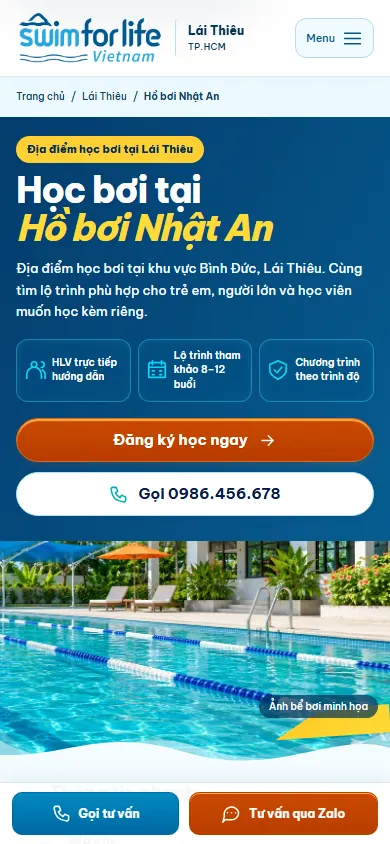 swimforlife
Vietnam
Lái Thiêu
TP.HCM
Menu
Trang chủ / Lái Thiêu / Hồ bơi Nhật An
Địa điểm học bơi tại Lái Thiêu
Học bơi tại
Hồ bơi Nhật An
Địa điểm học bơi tại khu vực Bình Đức, Lái Thiêu. Cùng
tìm lộ trình phù hợp cho trẻ em, người lớn và học viên
muốn học kèm riêng.
HLV trực tiếp
hướng dẫn
Lộ trình tham
khảo 8–12
buổi
Chương trình
theo trình độ
Đăng ký học ngay →
Gọi 0986.456.678
Ảnh bể bơi minh họa
Gọi tư vấn
Tư vấn qua Zalo